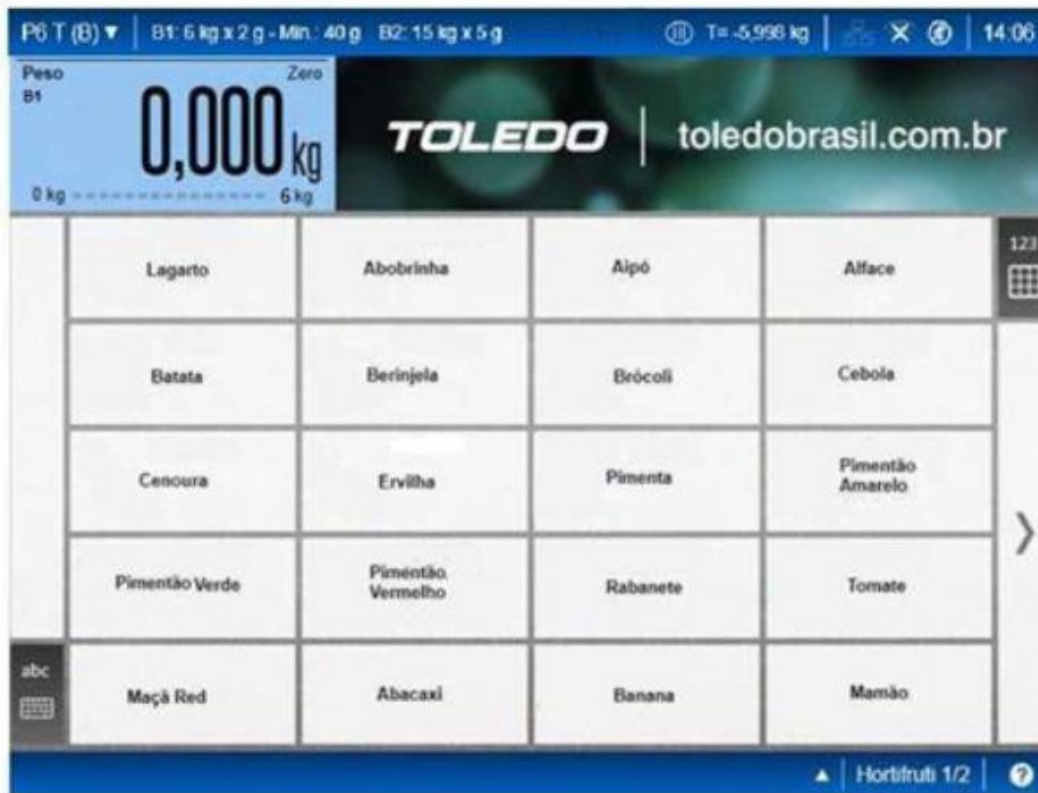 P6 T (B) ▼ B1: 6 kg x 2 g - Min.: 40 g B2: 15 kg x 5 g T= -5,998 kg 14:06
Peso Zero
B1
0,000 kg
0 kg 6 kg
TOLEDO toledobrasil.com.br
Lagarto Abobrinha Aipó Alface 123
Batata Berinjela Brócoli Cebola
Cenoura Ervilha Pimenta Pimentão
Amarelo
Pimentão Verde Pimentão
Vermelho Rabanete Tomate
abc
Maçã Red Abacaxi Banana Mamão
Hortifruti 1/2 ?